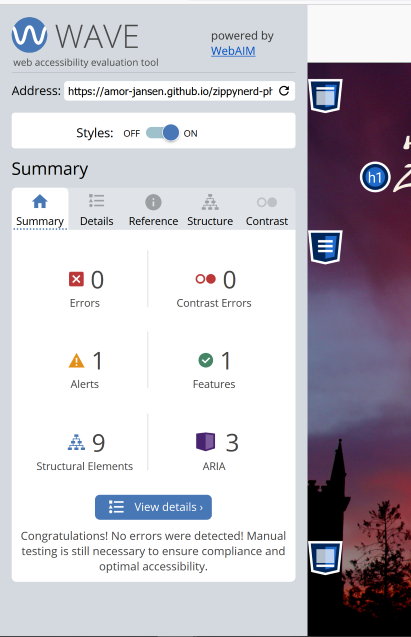 WAVE
powered by
WebAIM
web accessibility evaluation tool
Address: https://amor-jansen.github.io/zippynerd-ph
Styles: OFF ON
Summary
Summary Details Reference Structure Contrast
0 0
Errors Contrast Errors
1 1
Alerts Features
9 3
Structural Elements ARIA
View details ›
Congratulations! No errors were detected! Manual
testing is still necessary to ensure compliance and
optimal accessibility.
h1